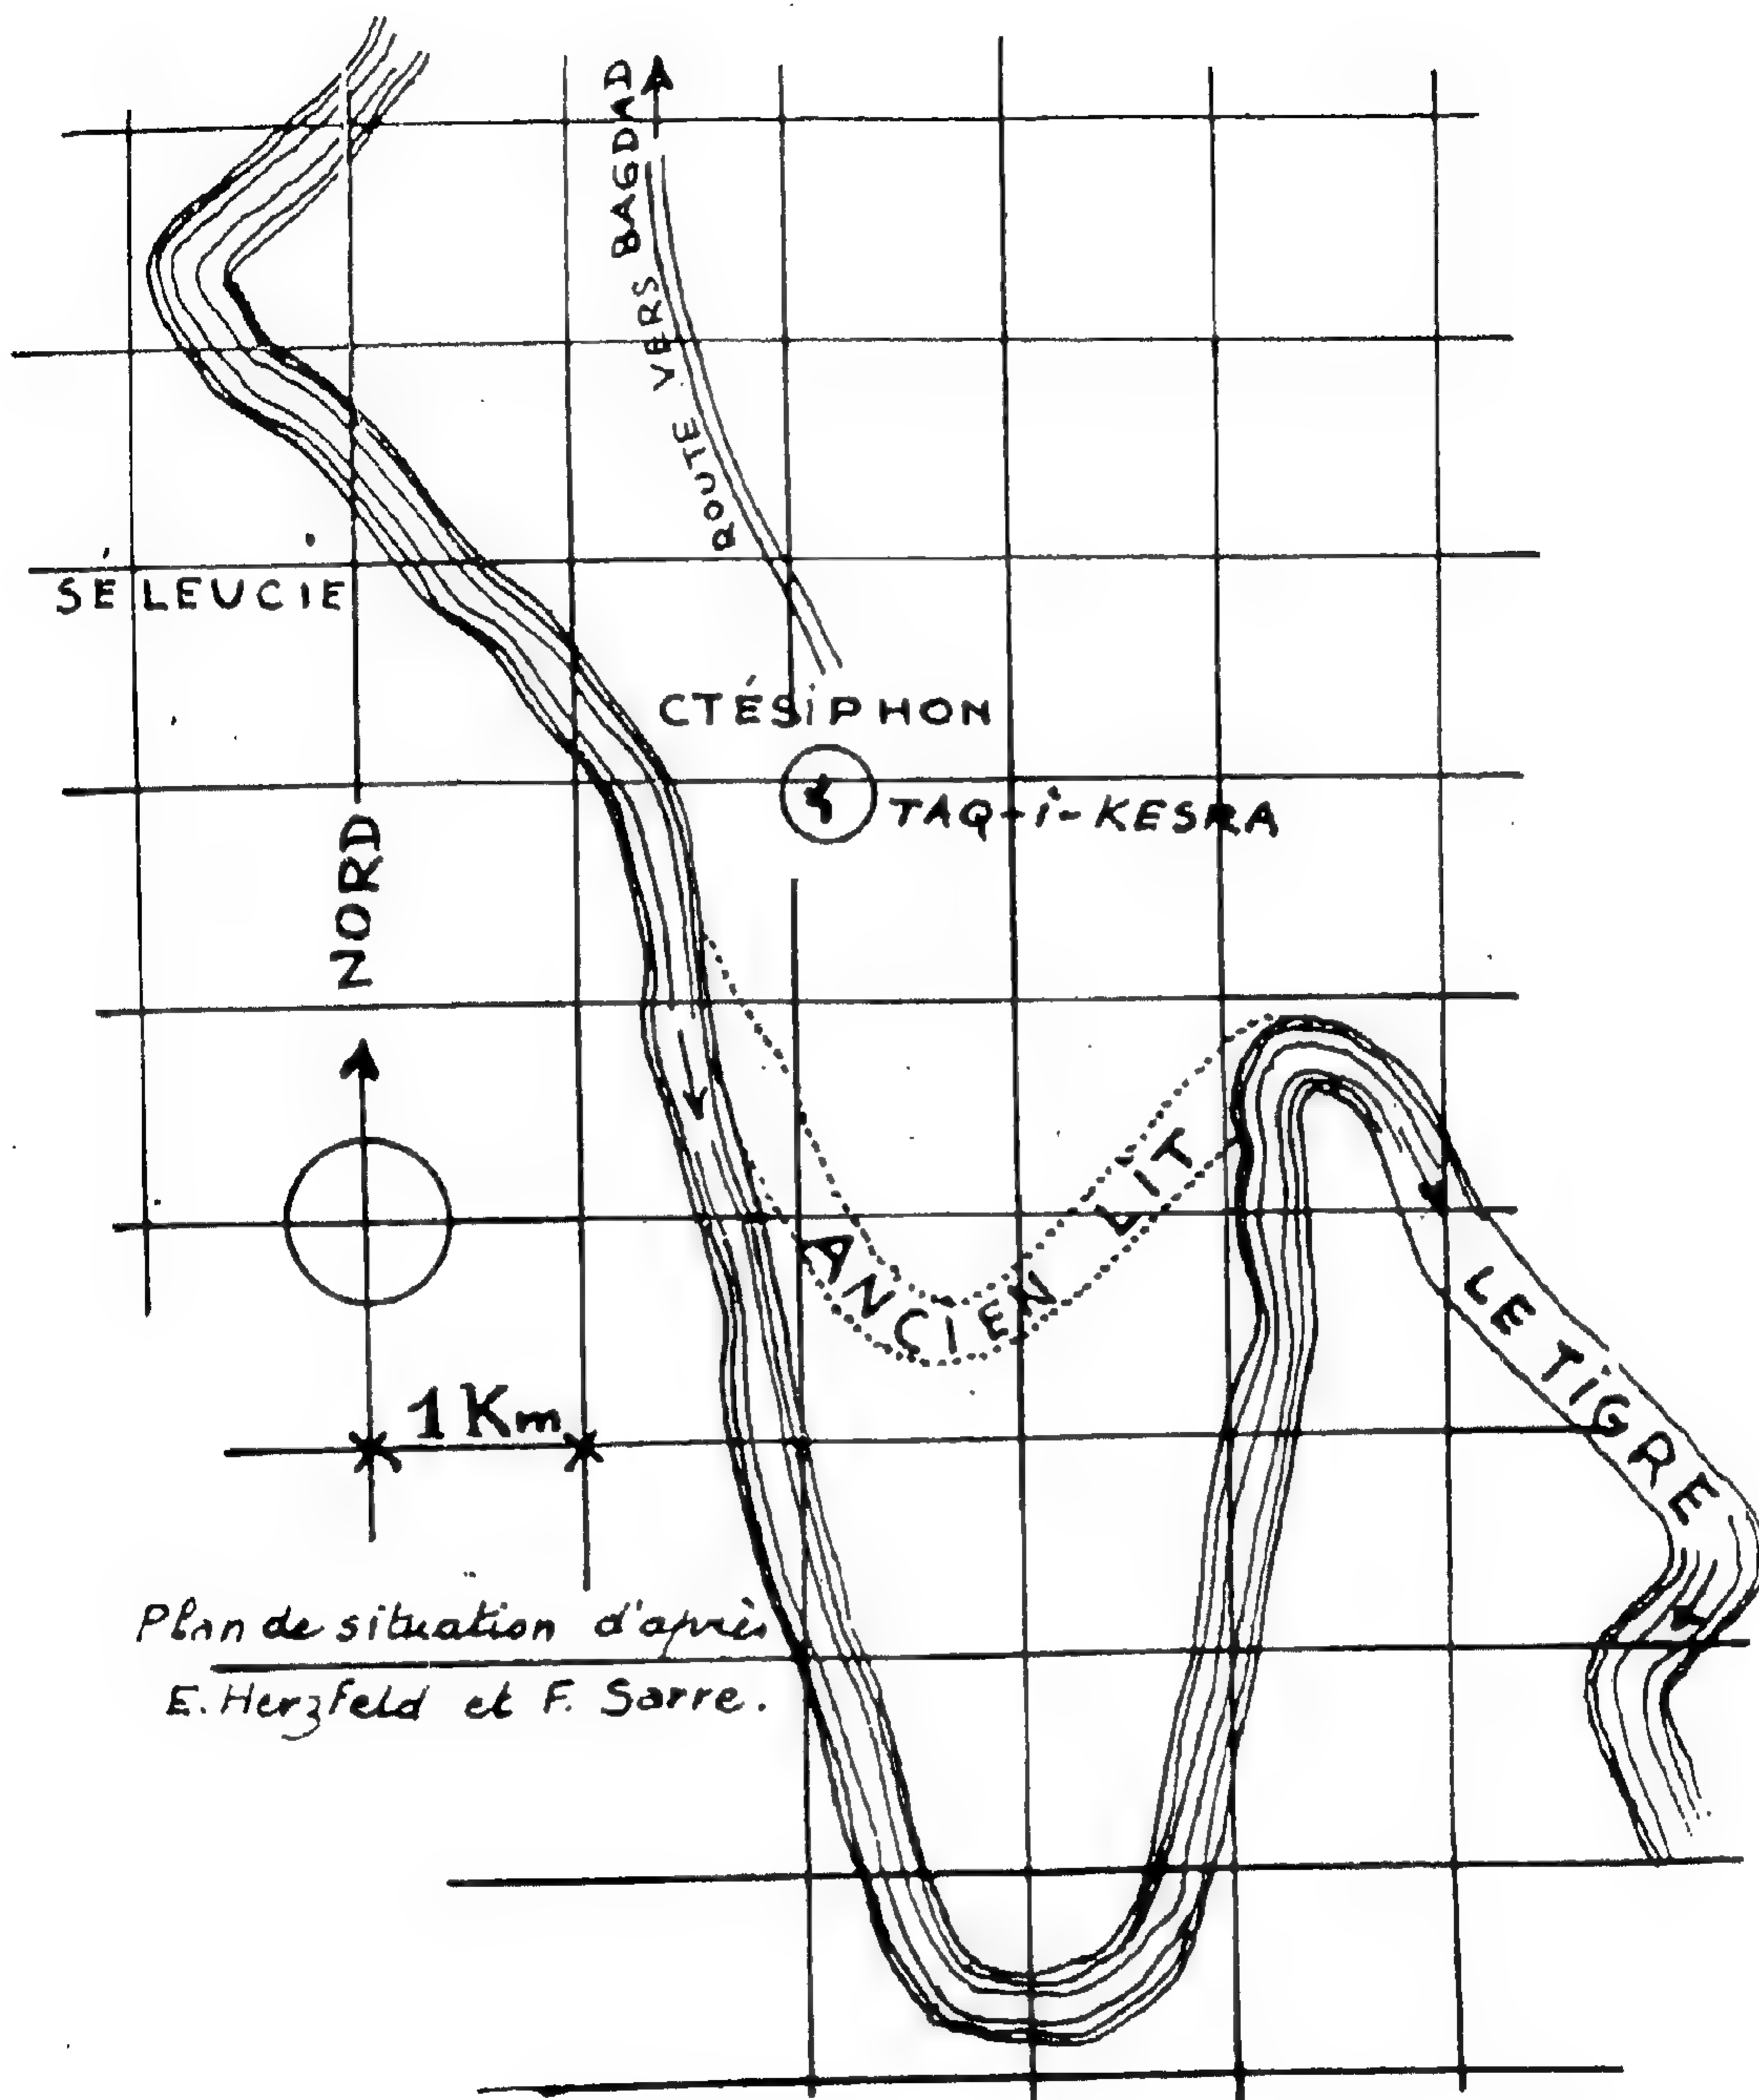 ROUTE VERS BAGDAD
SÉLEUCIE
CTÉSIPHON
TAQ-i-KESRA
NORD
ANCIEN LIT
LE TIGRE
1 Km
Plan de situation d'après
E. Herzfeld et F. Sarre.